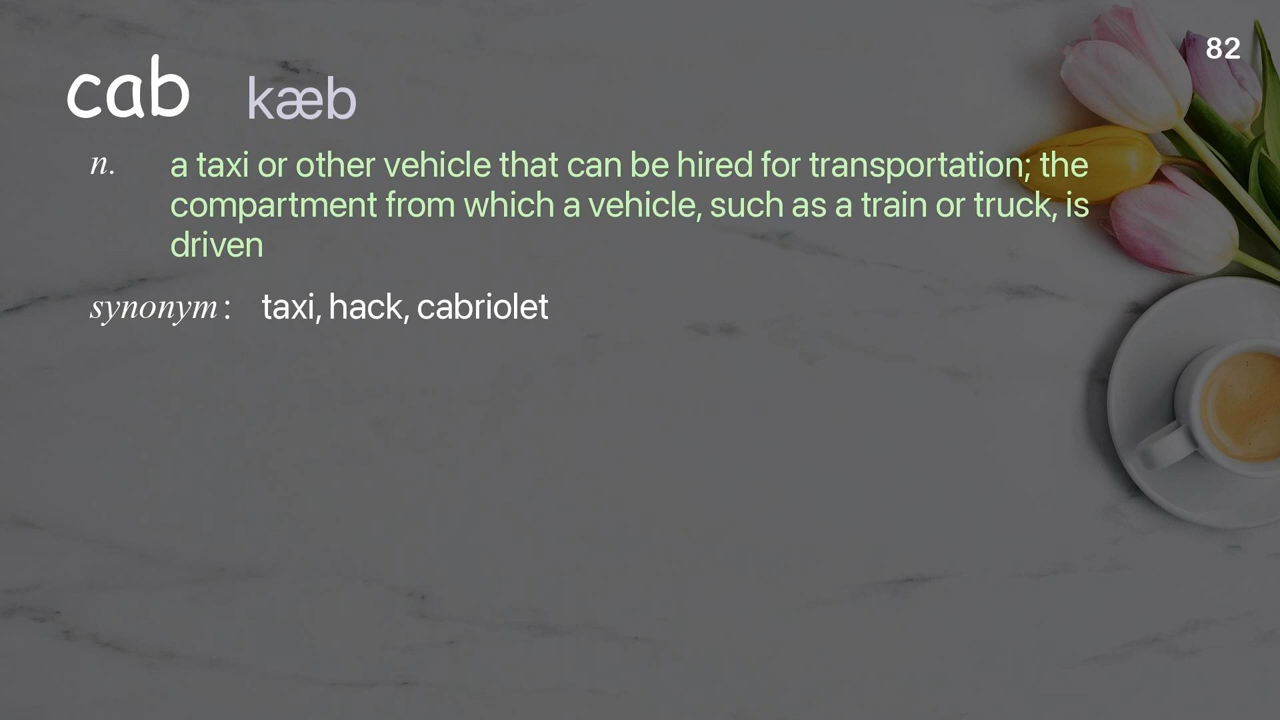 82
cab kæb
n. a taxi or other vehicle that can be hired for transportation; the
compartment from which a vehicle, such as a train or truck, is
driven
synonym : taxi, hack, cabriolet